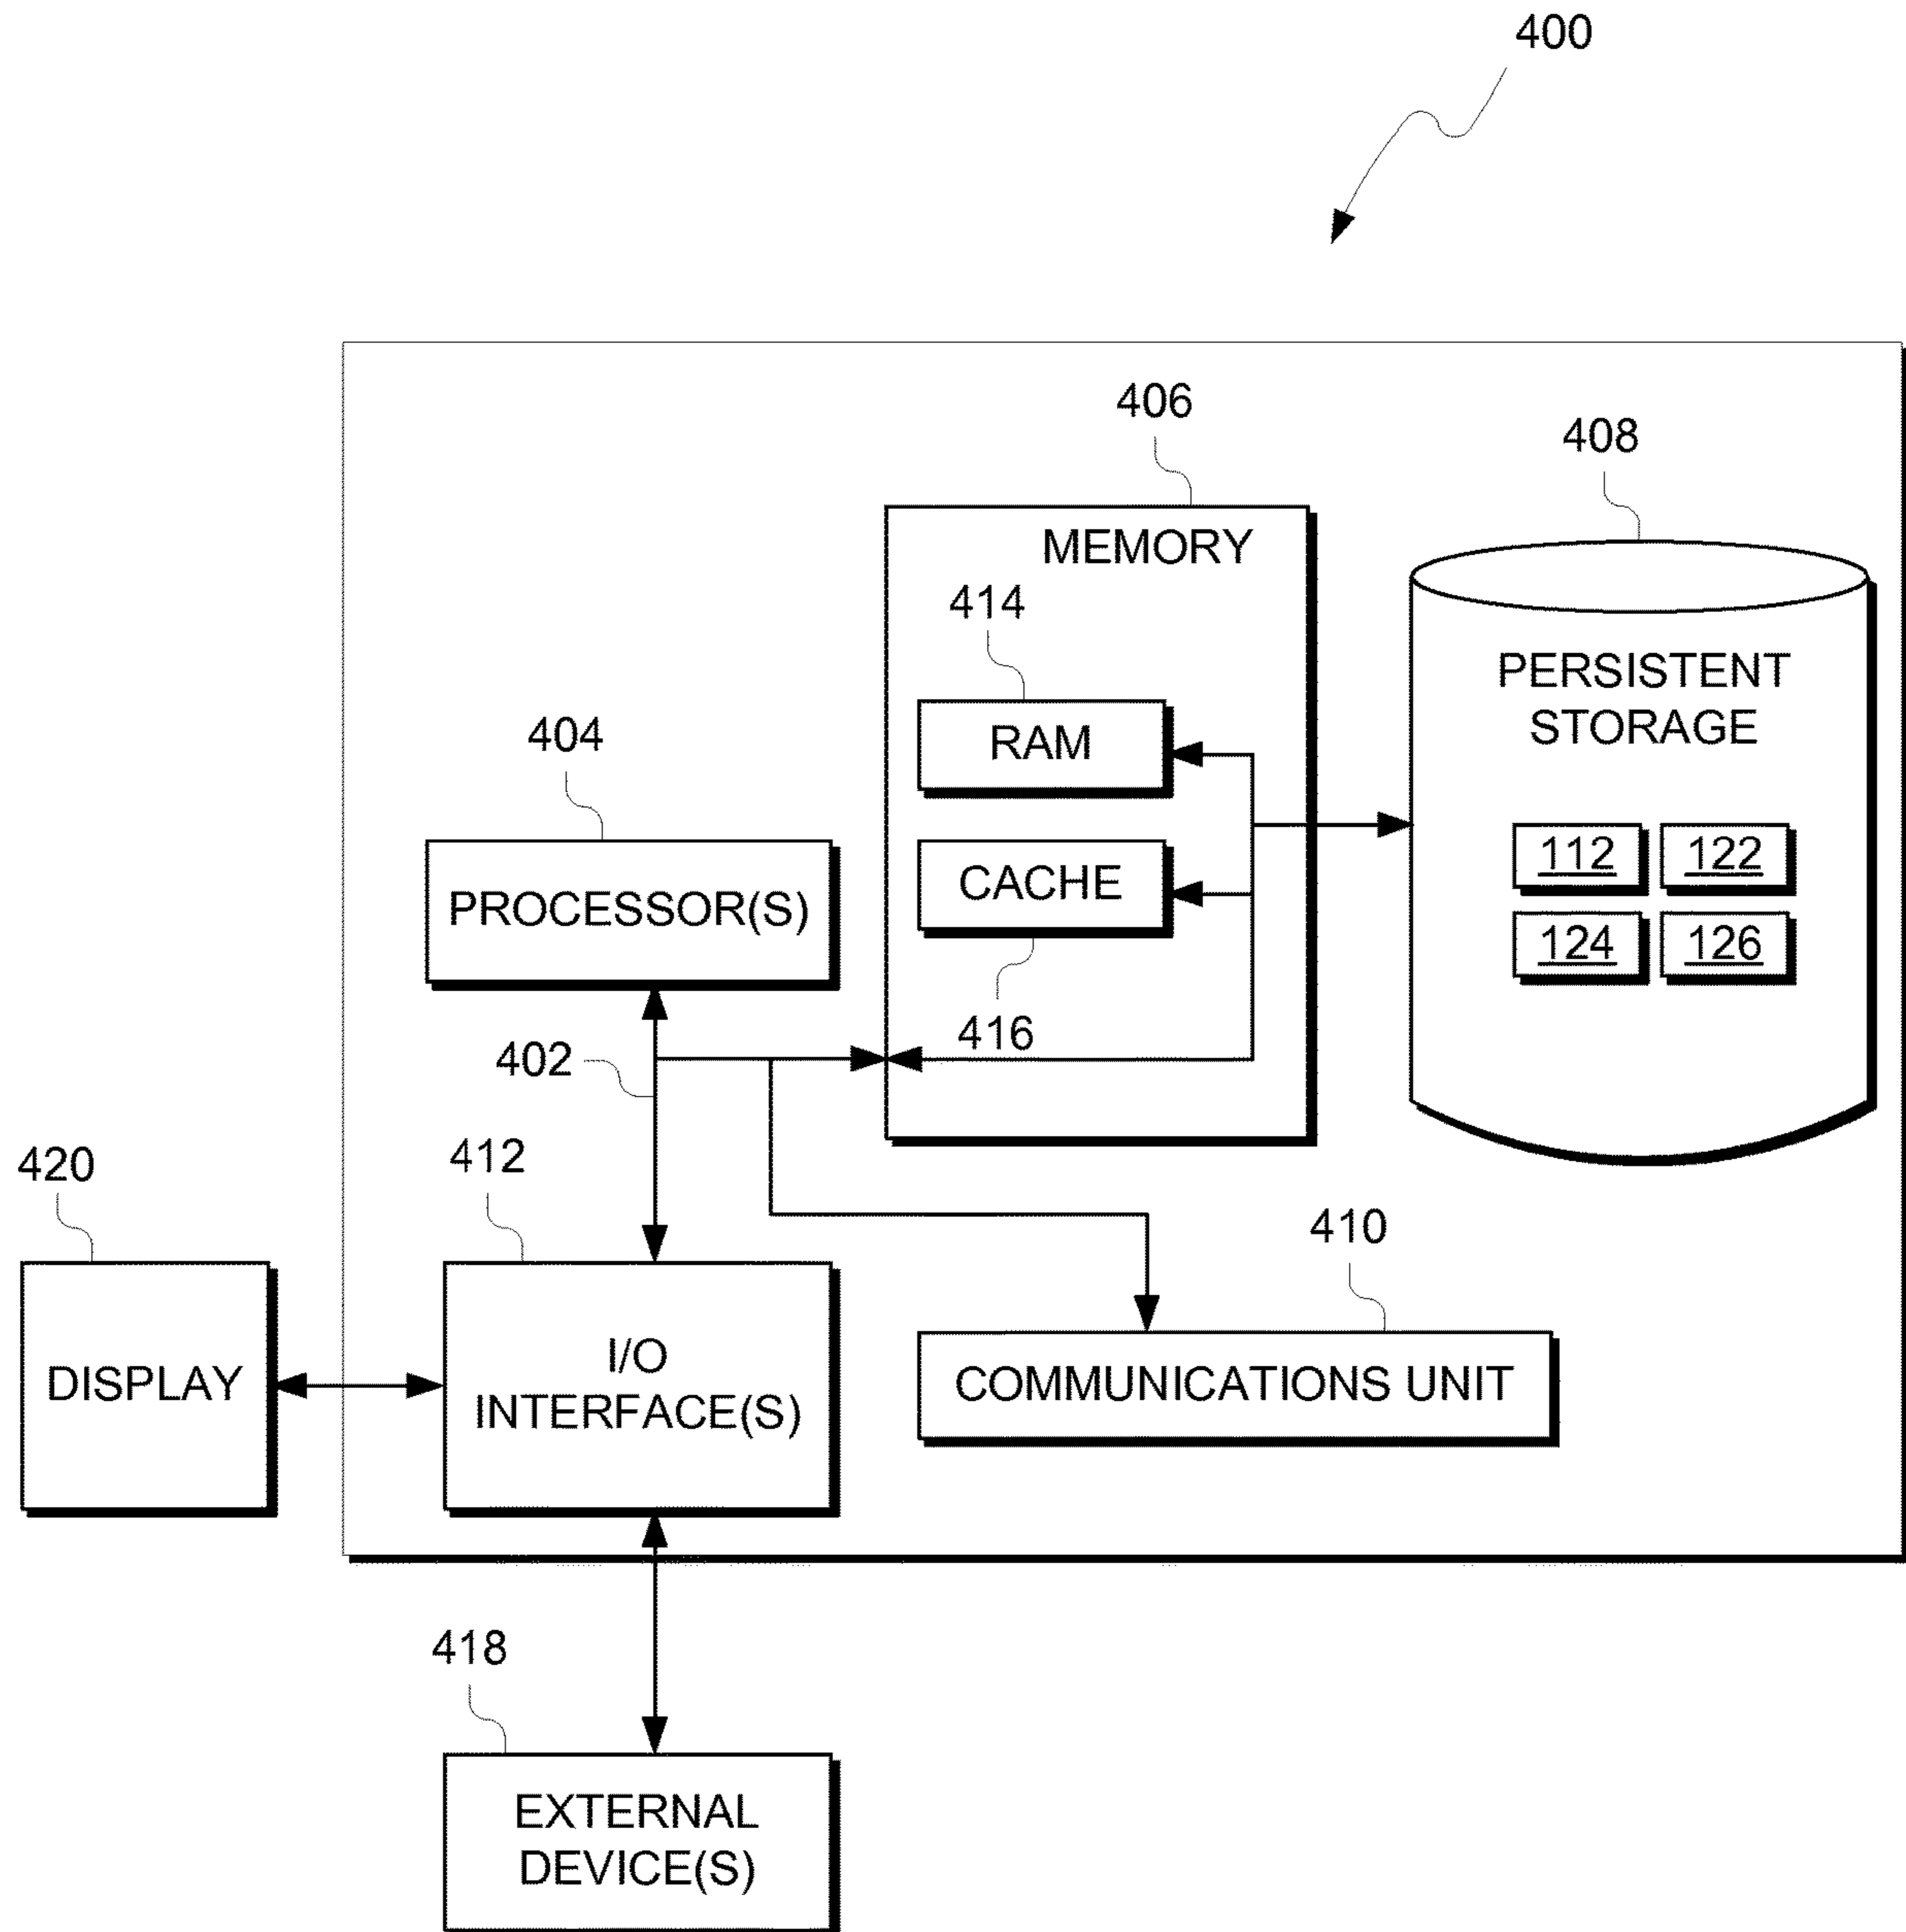 400
406
408
MEMORY
414
PERSISTENT
STORAGE
RAM
404
112 122
CACHE
PROCESSOR(S)
124 126
416
402
420
412
410
I/O
INTERFACE(S)
DISPLAY
COMMUNICATIONS UNIT
418
EXTERNAL
DEVICE(S)